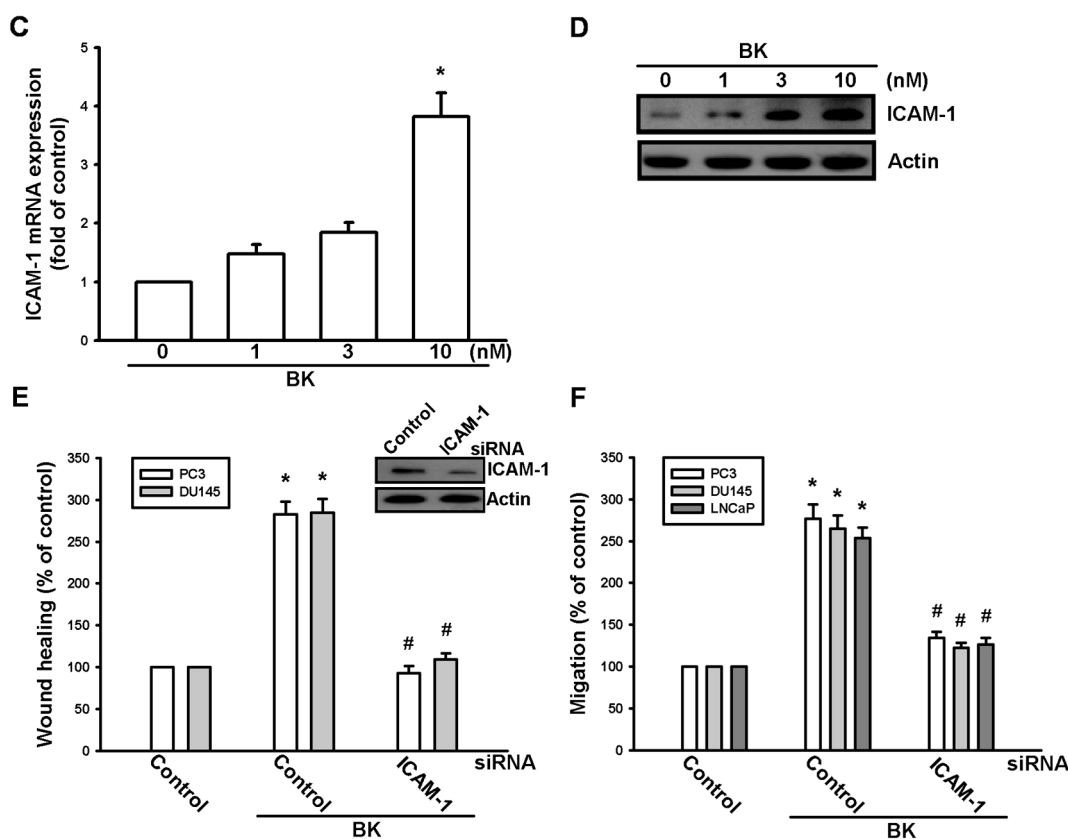 C
ICAM-1 mRNA expression
(fold of control)
5
4
3
2
1
0
*
0 1 3 10 (nM)
BK
D
BK
0 1 3 10 (nM)
ICAM-1
Actin
E
Wound healing (% of control)
350
300
250
200
150
100
50
0
PC3
DU145
* *
# #
Control ICAM-1 siRNA
ICAM-1
Actin
Control Control ICAM-1 siRNA
BK
F
Migation (% of control)
350
300
250
200
150
100
50
0
PC3
DU145
LNCaP
* * *
# # #
Control Control ICAM-1 siRNA
BK